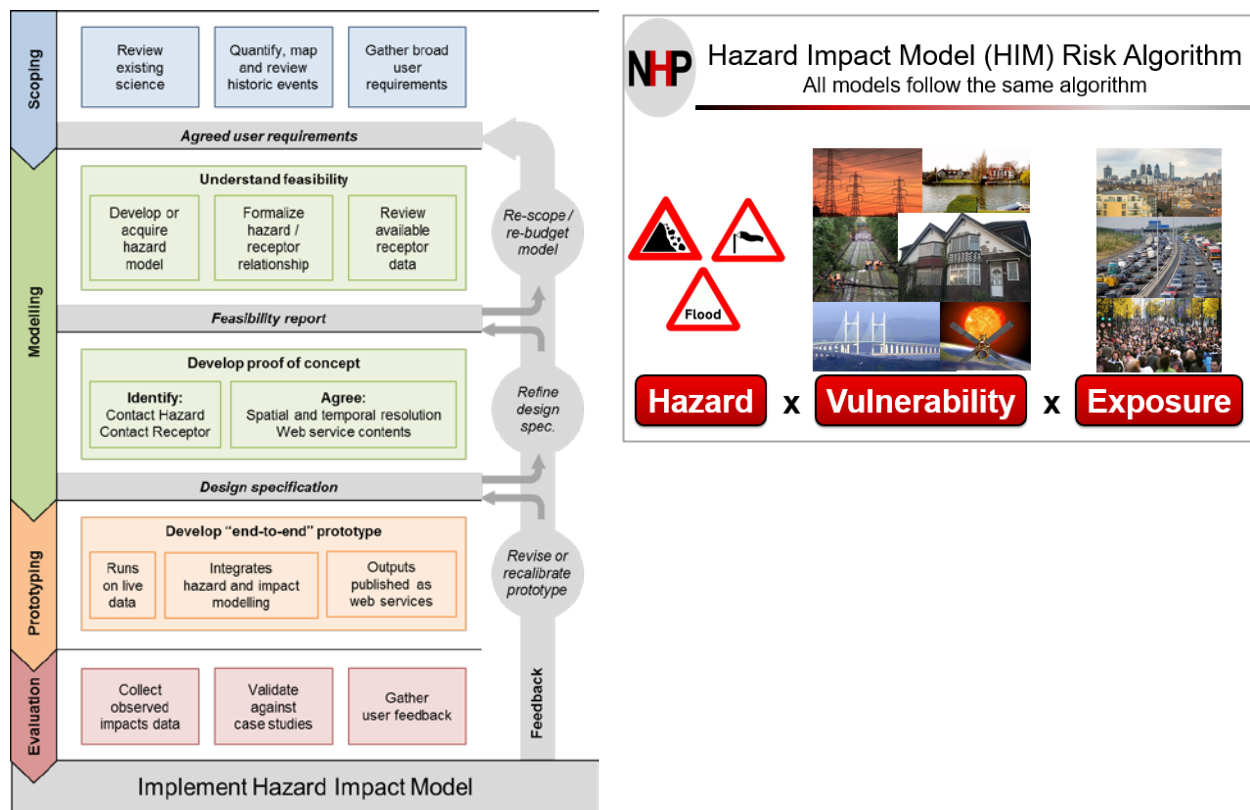 Scoping
Review
existing
science
Quantify, map
and review
historic events
Gather broad
user
requirements
Agreed user requirements
Modelling
Understand feasibility
Develop or
acquire
hazard
model
Formalize
hazard /
receptor
relationship
Review
available
receptor
data
Re-scope /
re-budget
model
Feasibility report
Develop proof of concept
Identify:
Contact Hazard
Contact Receptor
Agree:
Spatial and temporal resolution
Web service contents
Refine
design
spec.
Design specification
Prototyping
Develop “end-to-end” prototype
Runs
on live
data
Integrates
hazard and impact
modelling
Outputs
published as
web services
Revise or
recalibrate
prototype
Evaluation
Collect
observed
impacts data
Validate
against
case studies
Gather
user feedback
Feedback
Implement Hazard Impact Model
NHP
Hazard Impact Model (HIM) Risk Algorithm
All models follow the same algorithm
Flood
Hazard x Vulnerability x Exposure